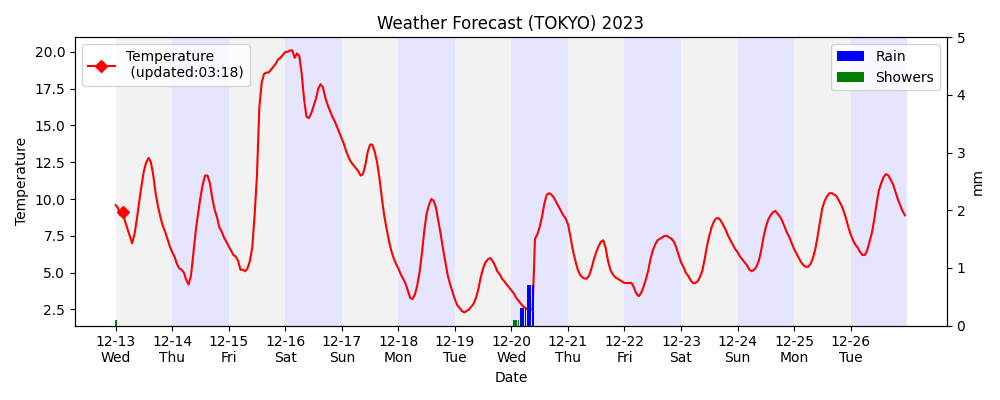 Weather Forecast (TOKYO) 2023
Temperature
(updated:03:18)
Rain
Showers
20.0
17.5
15.0
12.5
10.0
7.5
5.0
2.5
Temperature
5
4
3
2
1
0
mm
12-13 12-14 12-15 12-16 12-17 12-18 12-19 12-20 12-21 12-22 12-23 12-24 12-25 12-26
Wed Thu Fri Sat Sun Mon Tue Wed Thu Fri Sat Sun Mon Tue
Date